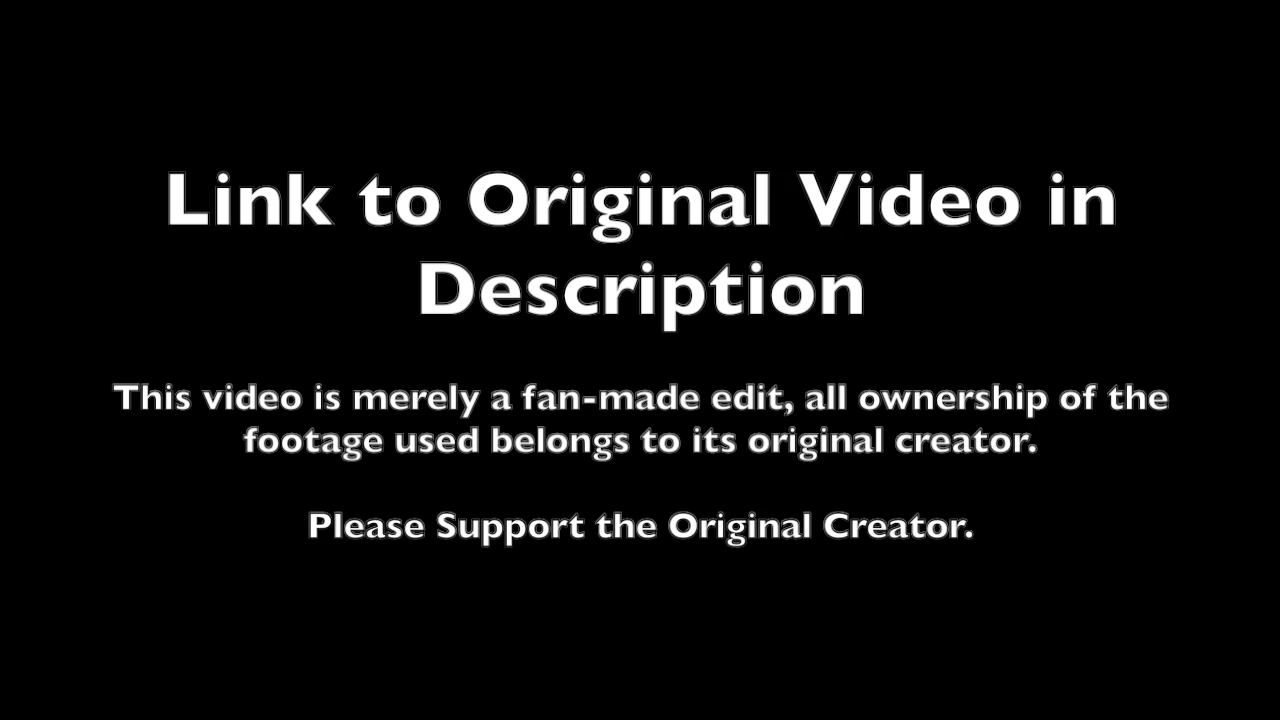 Link to Original Video in
Description
This video is merely a fan-made edit, all ownership of the
footage used belongs to its original creator.
Please Support the Original Creator.